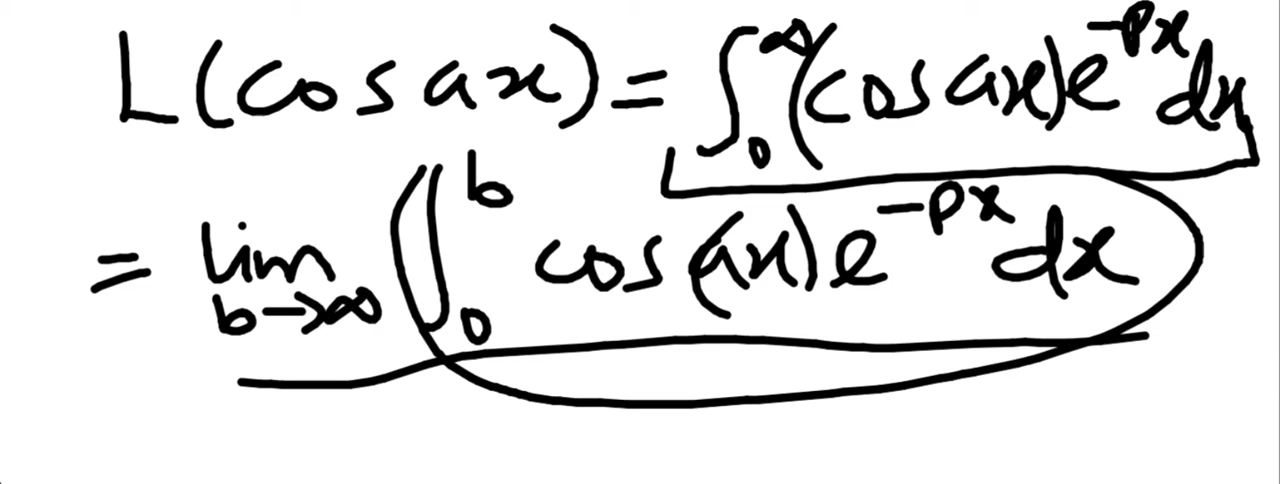 L(cos ax) = ∫₀^∞ (cos ax) e^{-px} dx
= lim_{b→∞} (∫₀^b cos(ax) e^{-px} dx